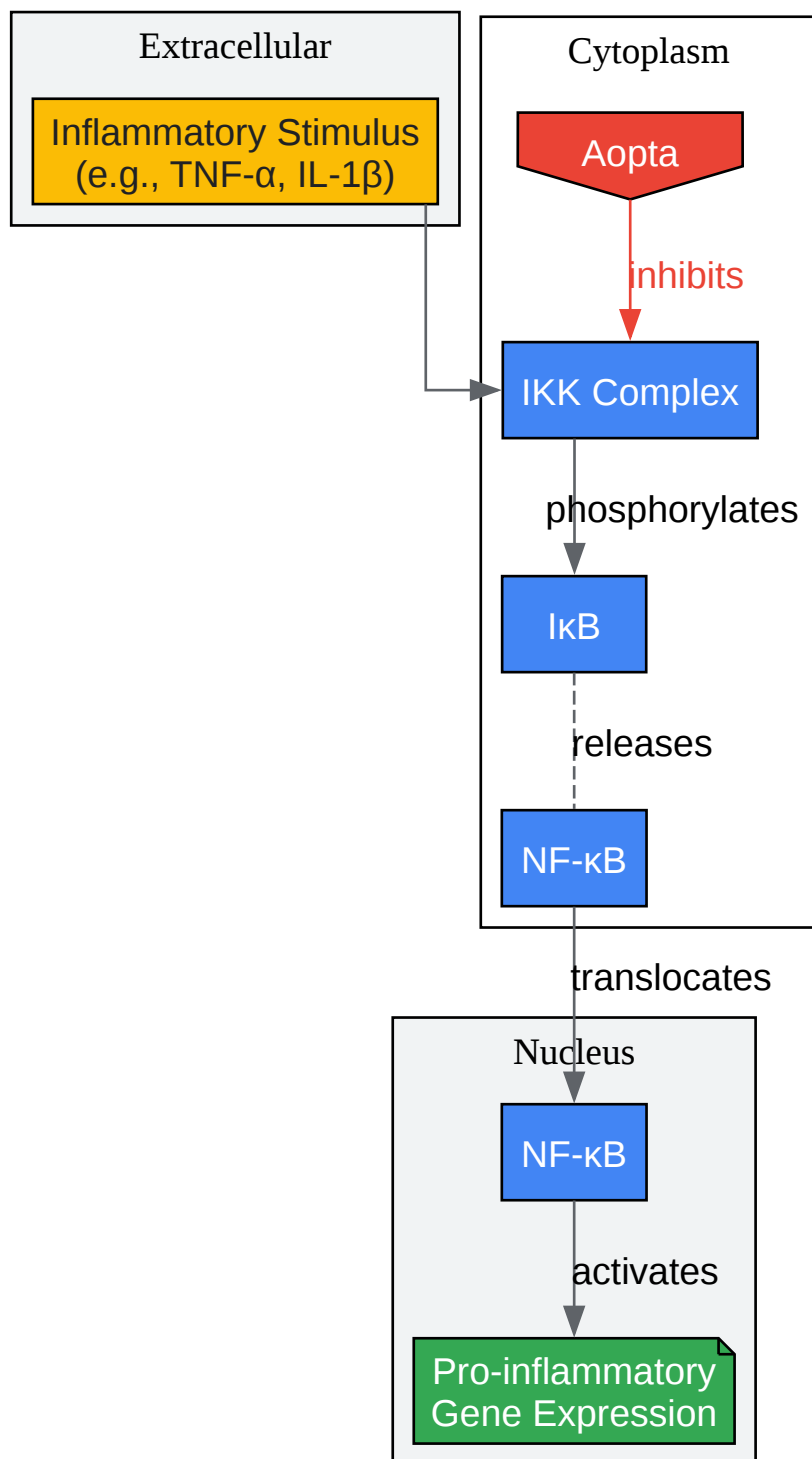 Extracellular
Inflammatory Stimulus
(e.g., TNF-α, IL-1β)
Cytoplasm
Aopta
inhibits
IKK Complex
phosphorylates
IκB
releases
NF-κB
translocates
Nucleus
NF-κB
activates
Pro-inflammatory
Gene Expression